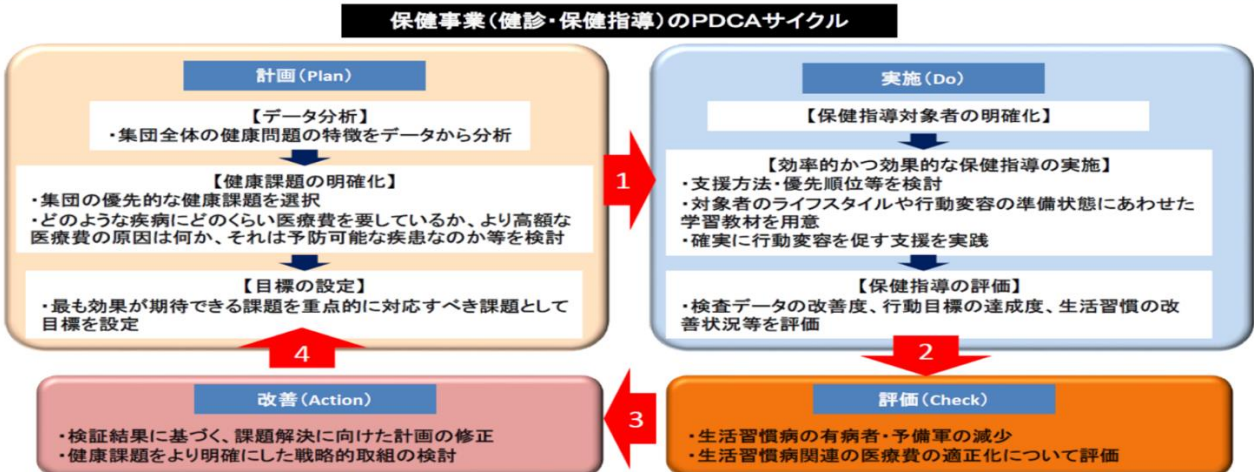 保健事業(健診・保健指導)のPDCAサイクル
計画(Plan)
【データ分析】
・集団全体の健康問題の特徴をデータから分析
【健康課題の明確化】
・集団の優先的な健康課題を選択
・どのような疾病にどのくらい医療費を要しているか、より高額な
医療費の原因は何か、それは予防可能な疾患なのか等を検討
【目標の設定】
・最も効果が期待できる課題を重点的に対応すべき課題として
目標を設定
1
実施(Do)
【保健指導対象者の明確化】
【効率的かつ効果的な保健指導の実施】
・支援方法・優先順位等を検討
・対象者のライフスタイルや行動変容の準備状態にあわせた
学習教材を用意
・確実に行動変容を促す支援を実践
【保健指導の評価】
・検査データの改善度、行動目標の達成度、生活習慣の改
善状況等を評価
2
評価(Check)
・生活習慣病の有病者・予備軍の減少
・生活習慣病関連の医療費の適正化について評価
3
改善(Action)
・検証結果に基づく、課題解決に向けた計画の修正
・健康課題をより明確にした戦略的取組の検討
4